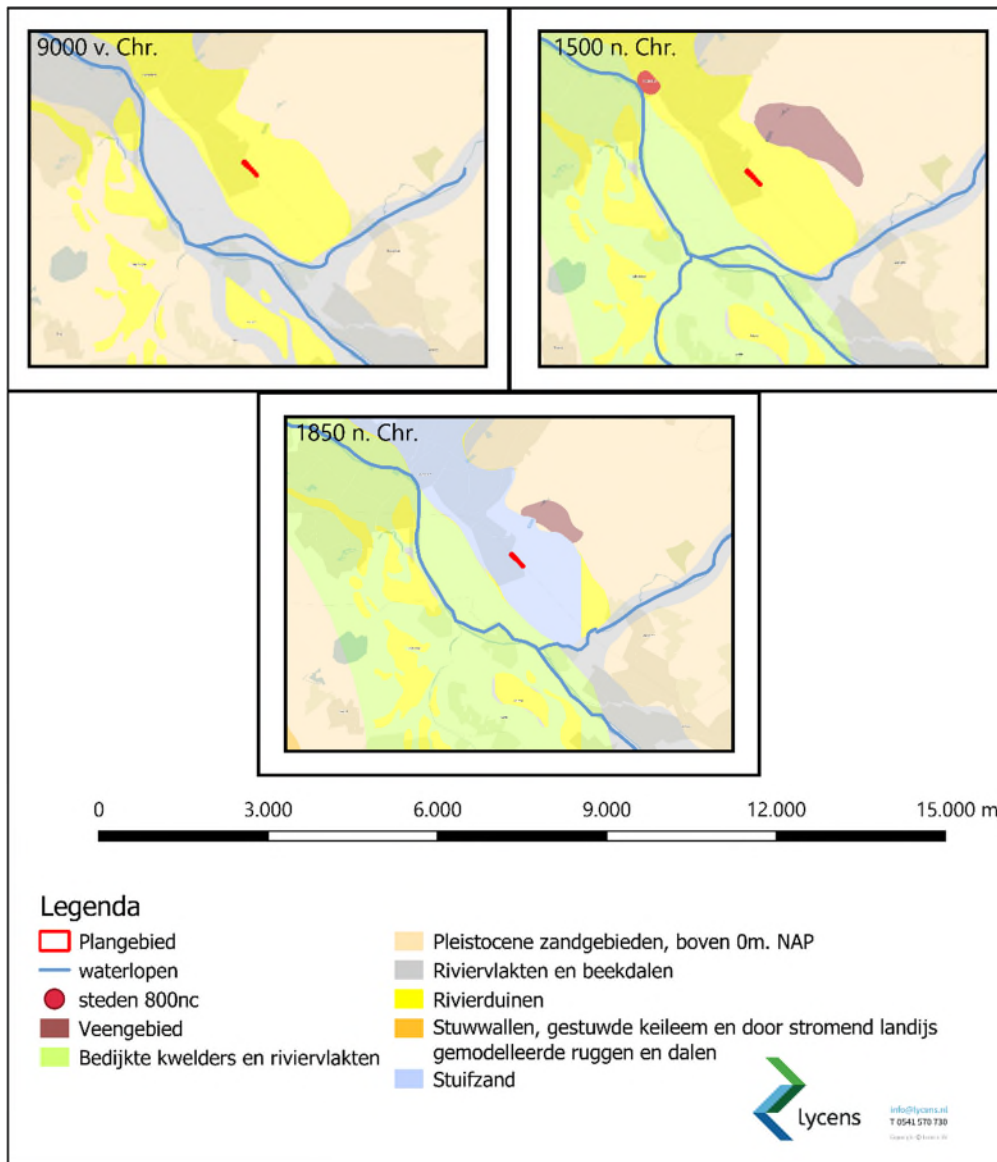 9000 v. Chr.
1500 n. Chr.
1850 n. Chr.
0 3.000 6.000 9.000 12.000 15.000 m
Legenda
Plangebied
waterlopen
steden 800nc
Veengebied
Bedijkte kwelders en riviervlakten
Pleistocene zandgebieden, boven 0m. NAP
Riviervlakten en beekdalen
Rivierduinen
Stuwwallen, gestuwde keileem en door stromend landijs
gemodelleerde ruggen en dalen
Stuifzand
lycens
info@lycens.nl
T 0541 570 730